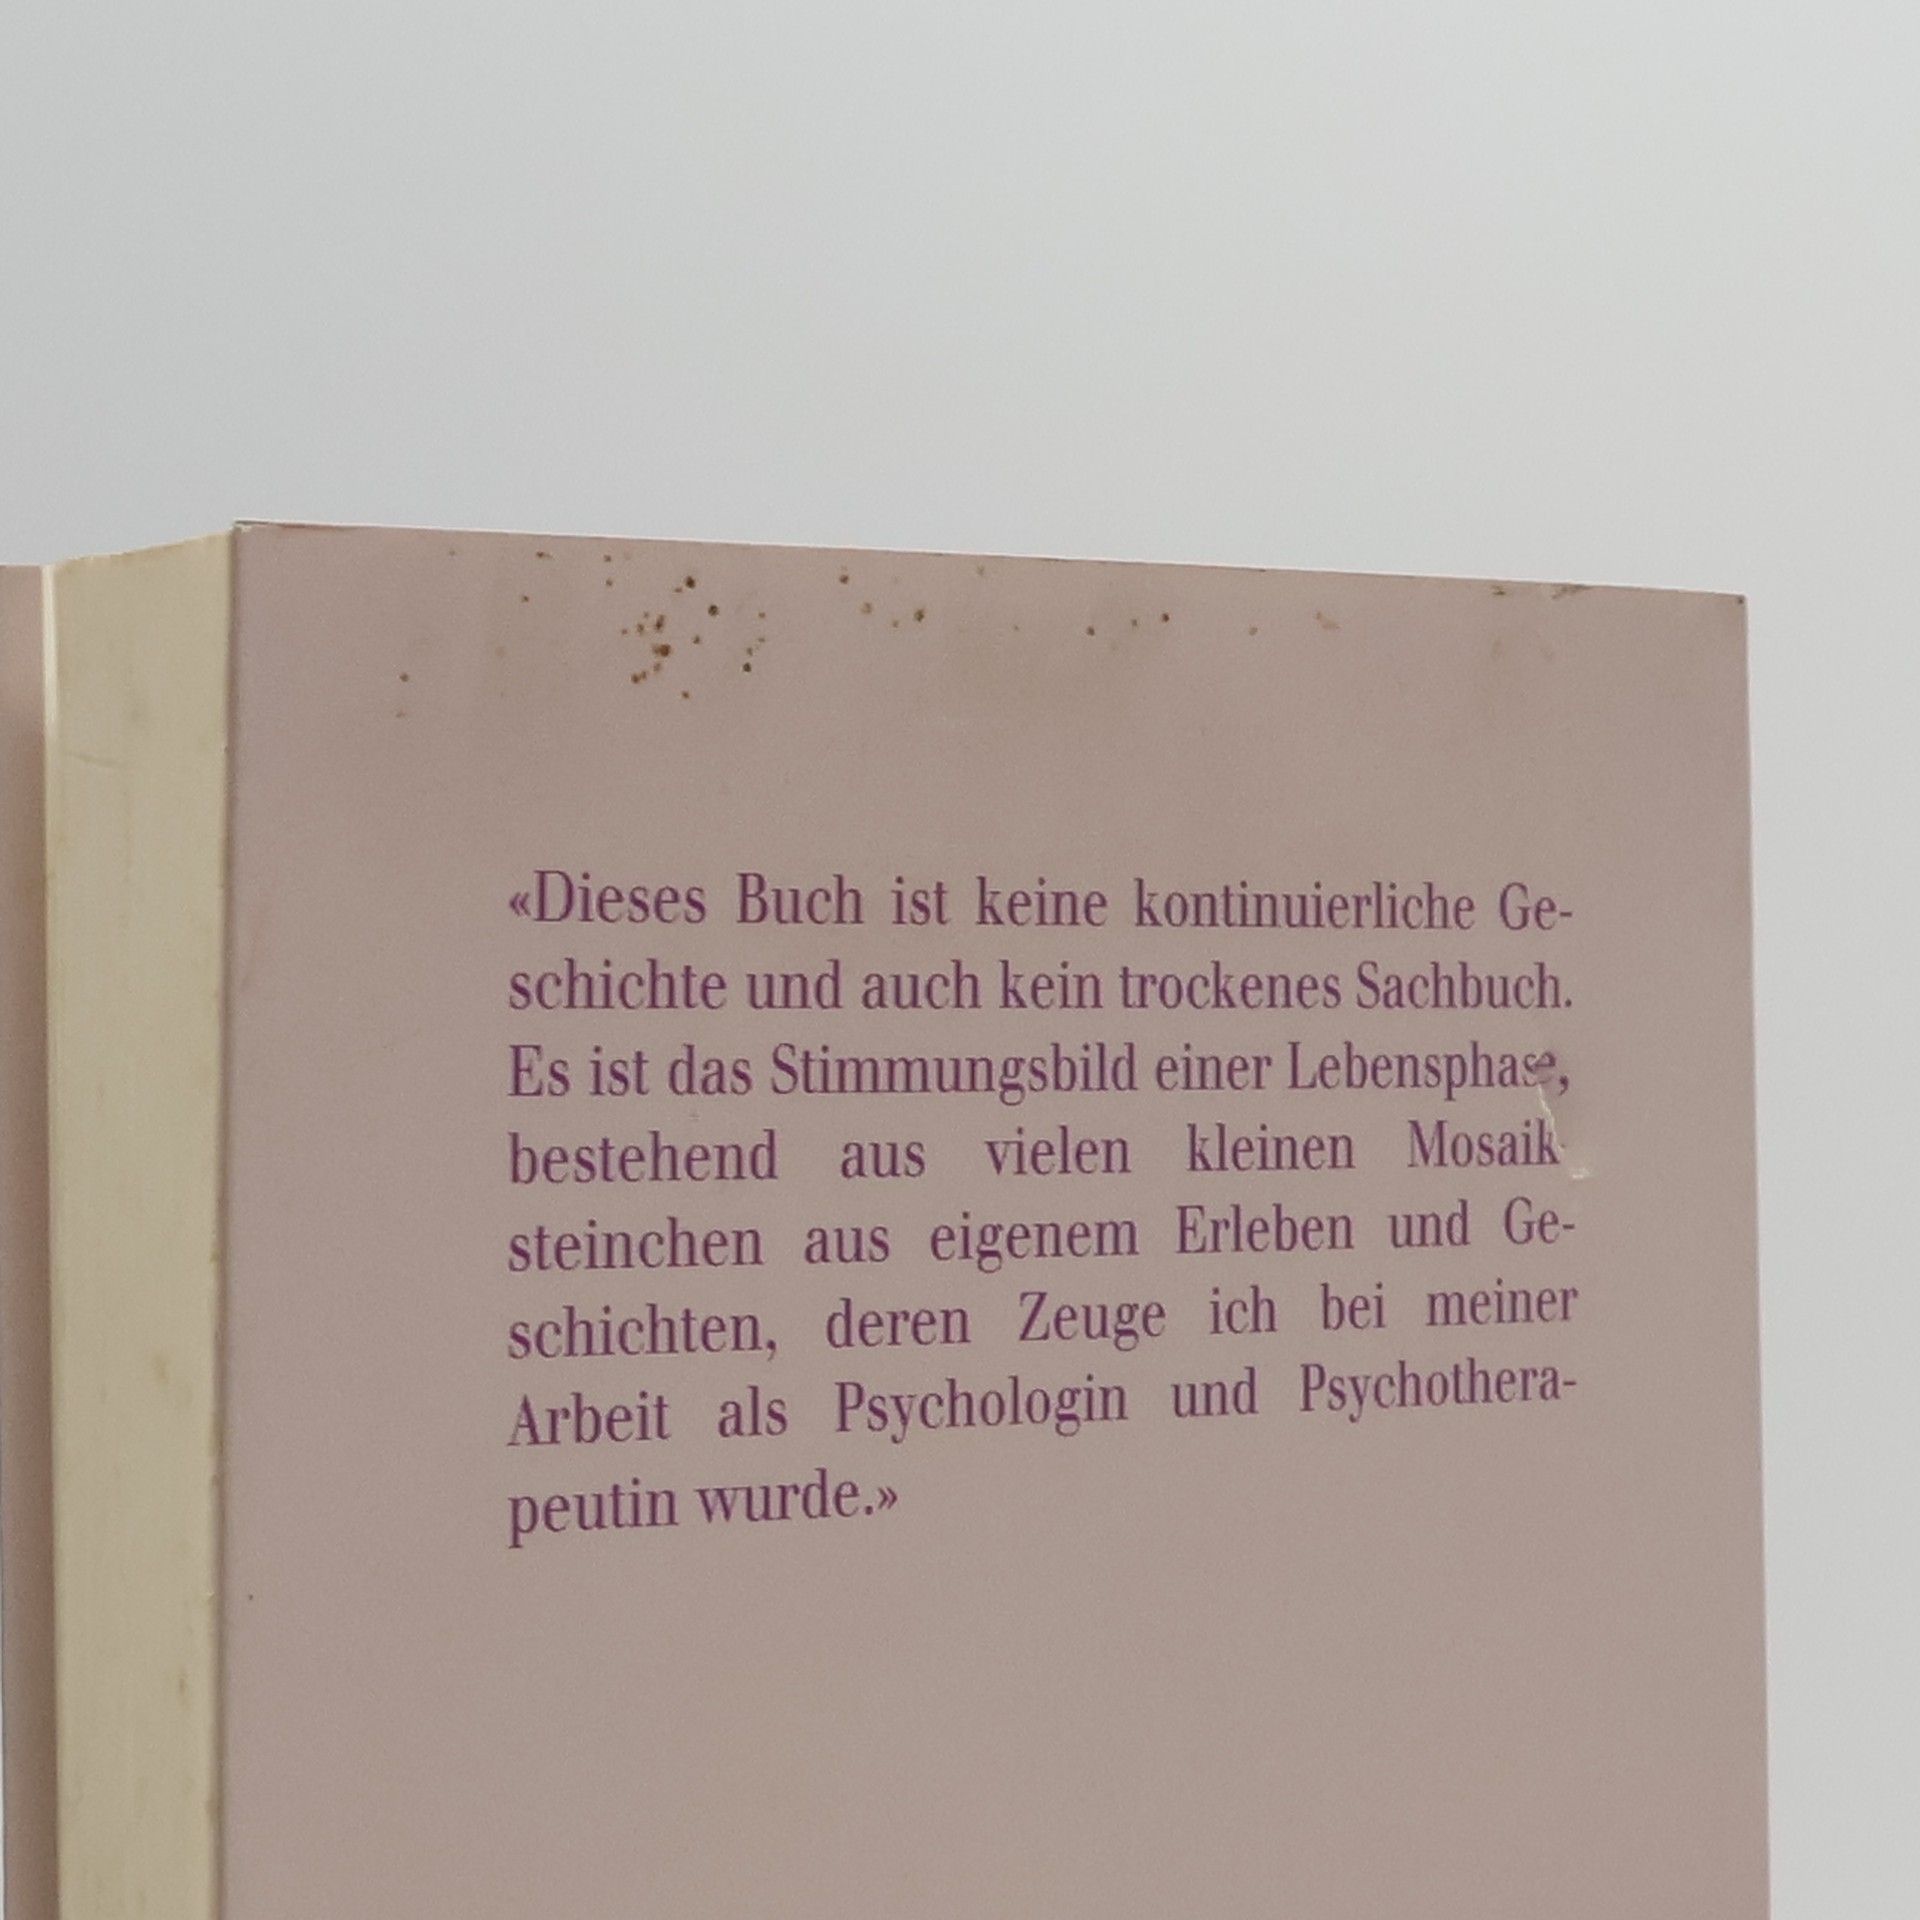 «Dieses Buch ist keine kontinuierliche Ge-
schichte und auch kein trockenes Sachbuch.
Es ist das Stimmungsbild einer Lebensphase,
bestehend aus vielen kleinen Mosaik-
steinchen aus eigenem Erleben und Ge-
schichten, deren Zeuge ich bei meiner
Arbeit als Psychologin und Psychothera-
peutin wurde.»